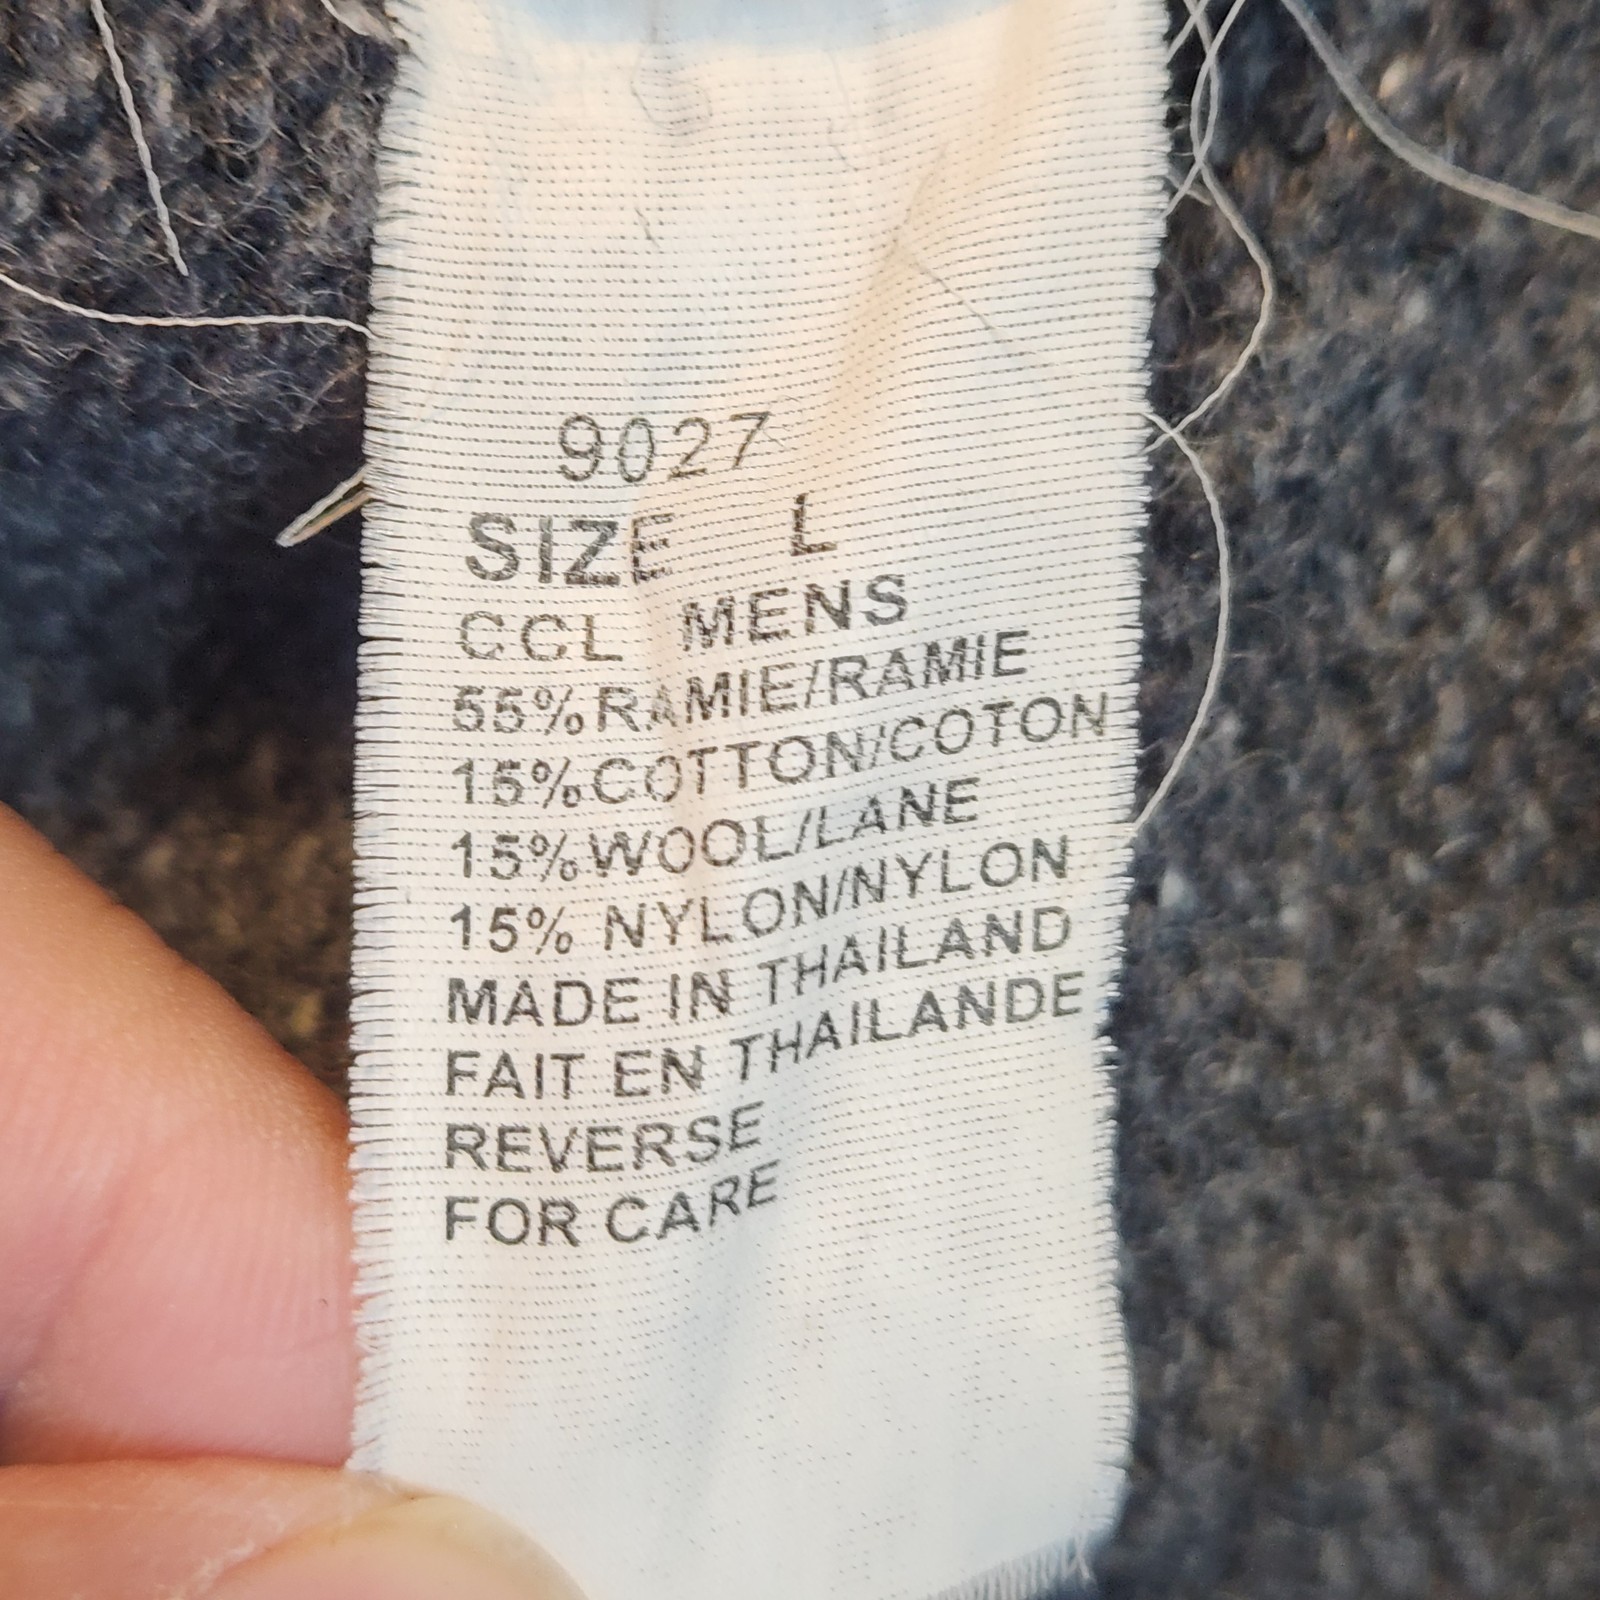 9027
SIZE L
CCL MENS
55%RAMIE/RAMIE
15%COTTON/COTON
15%WOOL/LANE
15% NYLON/NYLON
MADE IN THAILAND
FAIT EN THAILANDE
REVERSE
FOR CARE